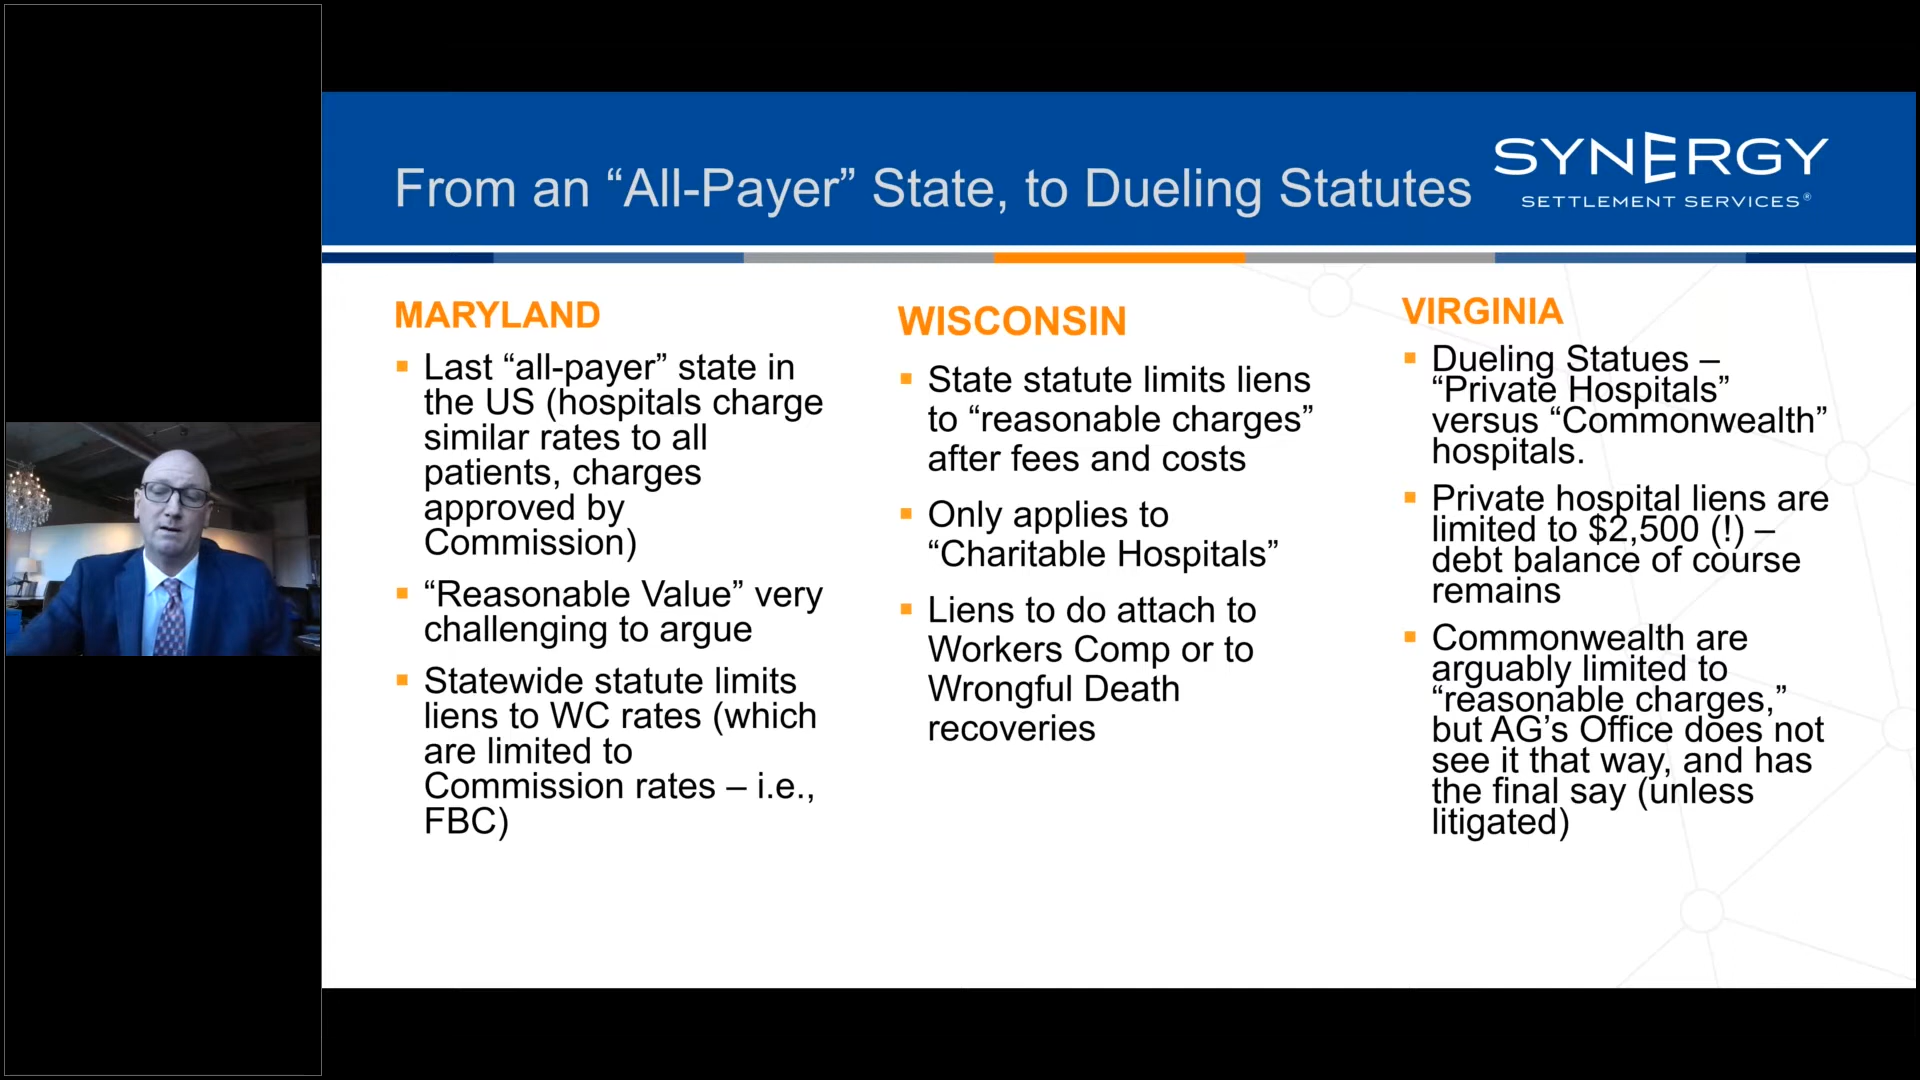 From an “All-Payer” State, to Dueling Statutes
SYNERGY
SETTLEMENT SERVICES®
MARYLAND
▪ Last “all-payer” state in
the US (hospitals charge
similar rates to all
patients, charges
approved by
Commission)
▪ “Reasonable Value” very
challenging to argue
▪ Statewide statute limits
liens to WC rates (which
are limited to
Commission rates – i.e.,
FBC)
WISCONSIN
▪ State statute limits liens
to “reasonable charges”
after fees and costs
▪ Only applies to
“Charitable Hospitals”
▪ Liens to do attach to
Workers Comp or to
Wrongful Death
recoveries
VIRGINIA
▪ Dueling Statues –
“Private Hospitals”
versus “Commonwealth”
hospitals.
▪ Private hospital liens are
limited to $2,500 (!) –
debt balance of course
remains
▪ Commonwealth are
arguably limited to
“reasonable charges,”
but AG’s Office does not
see it that way, and has
the final say (unless
litigated)